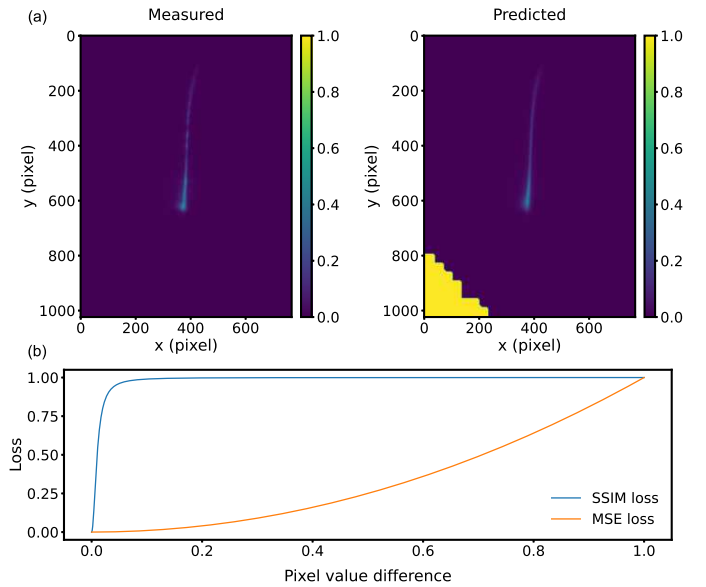 (a)
Measured
Predicted
0
200
400
600
800
1000
y (pixel)
0 200 400 600
x (pixel)
1.0
0.8
0.6
0.4
0.2
0.0
0
200
400
600
800
1000
y (pixel)
0 200 400 600
x (pixel)
1.0
0.8
0.6
0.4
0.2
0.0
(b)
1.00
0.75
0.50
0.25
0.00
Loss
SSIM loss
MSE loss
0.0 0.2 0.4 0.6 0.8 1.0
Pixel value difference